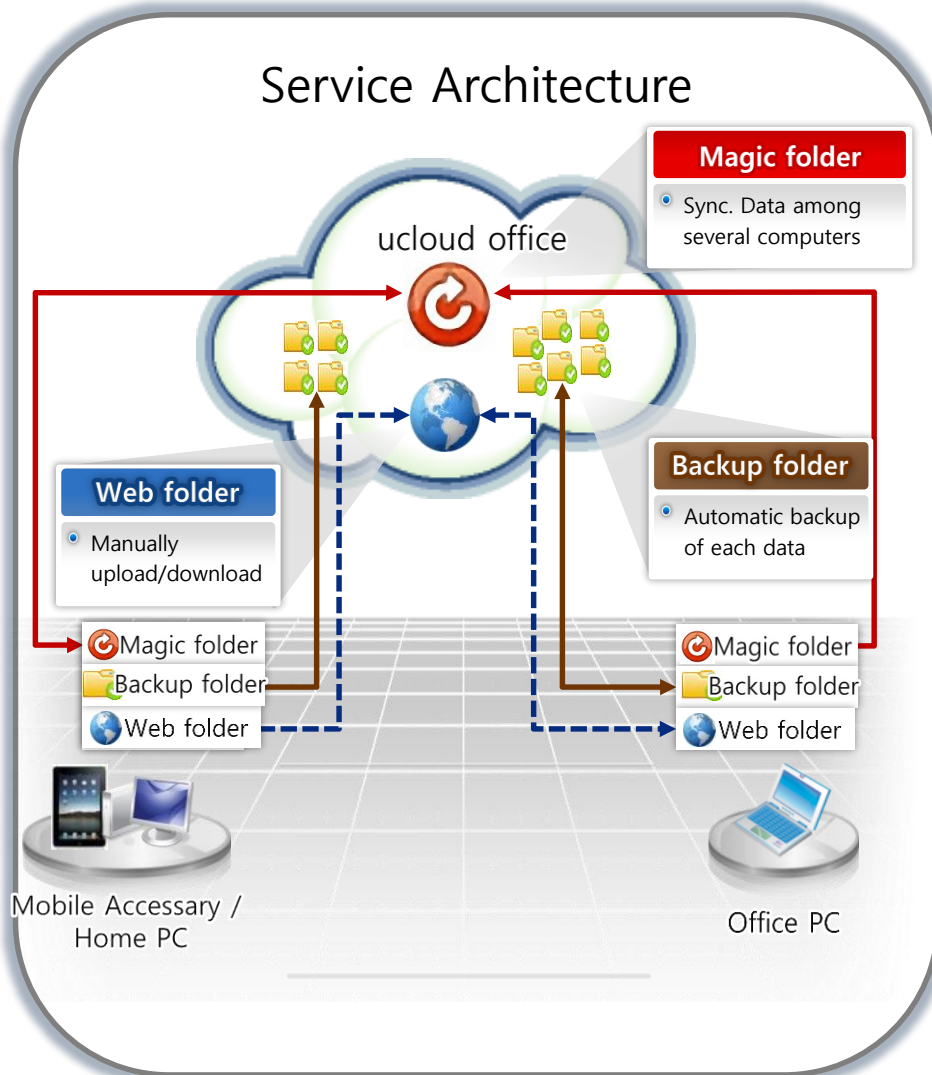 Service Architecture
Magic folder
Sync. Data among
several computers
ucloud office
Backup folder
Automatic backup
of each data
Web folder
Manually
upload/download
Magic folder
Backup folder
Web folder
Magic folder
Backup folder
Web folder
Mobile Accessary /
Home PC
Office PC